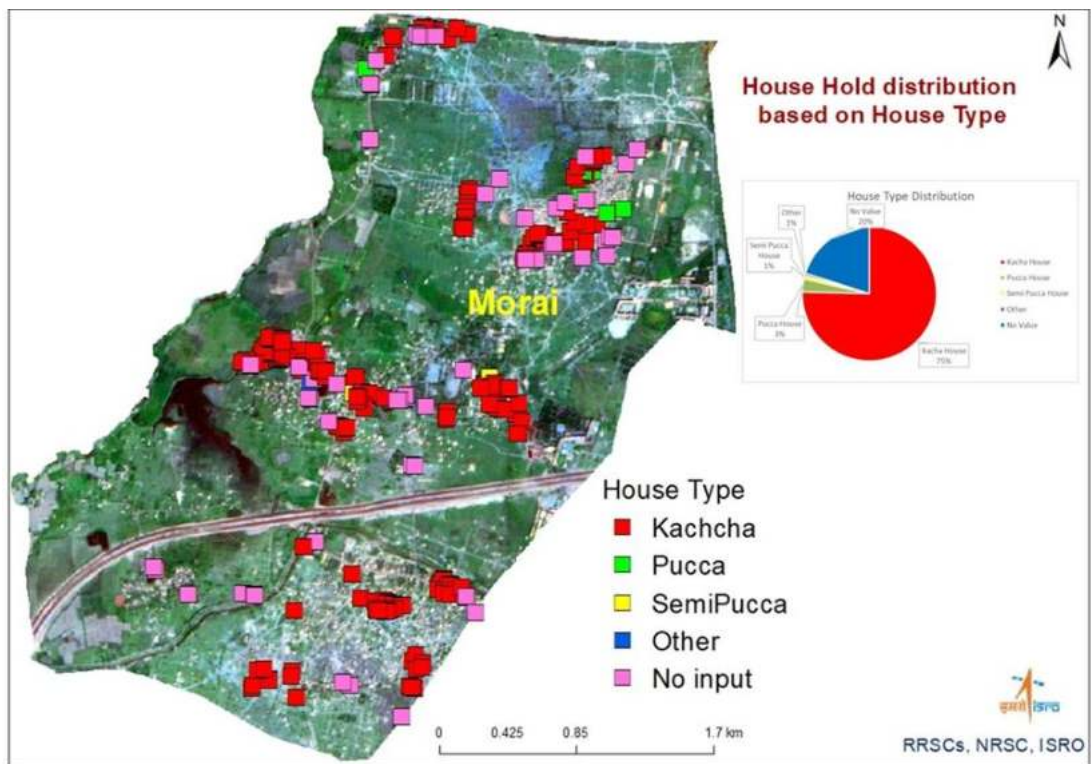 N
House Hold distribution
based on House Type
House Type Distribution
Other
1%
No Value
20%
Semi Pucca
House
1%
Pucca House
3%
Kacha House
75%
Kacha House
Pucca House
Semi Pucca House
Other
No Value
Morai
House Type
Kachcha
Pucca
SemiPucca
Other
No input
0 0.425 0.85 1.7 km
इसरो isro
RRSCs, NRSC, ISRO